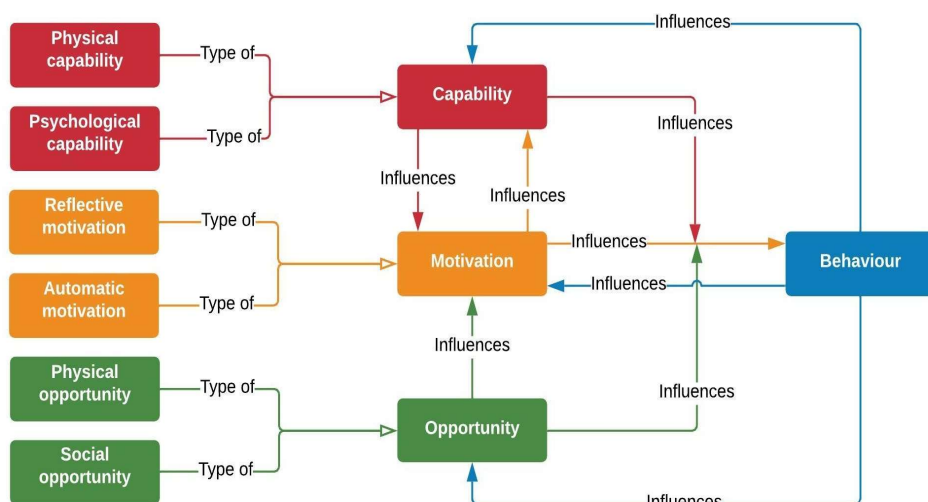 Influences
Physical
capability
Type of
Capability
Psychological
capability
Type of
Influences
Influences
Influences
Reflective
motivation
Type of
Influences
Motivation
Behaviour
Automatic
motivation
Type of
Influences
Influences
Physical
opportunity
Type of
Influences
Opportunity
Social
opportunity
Type of
Influences